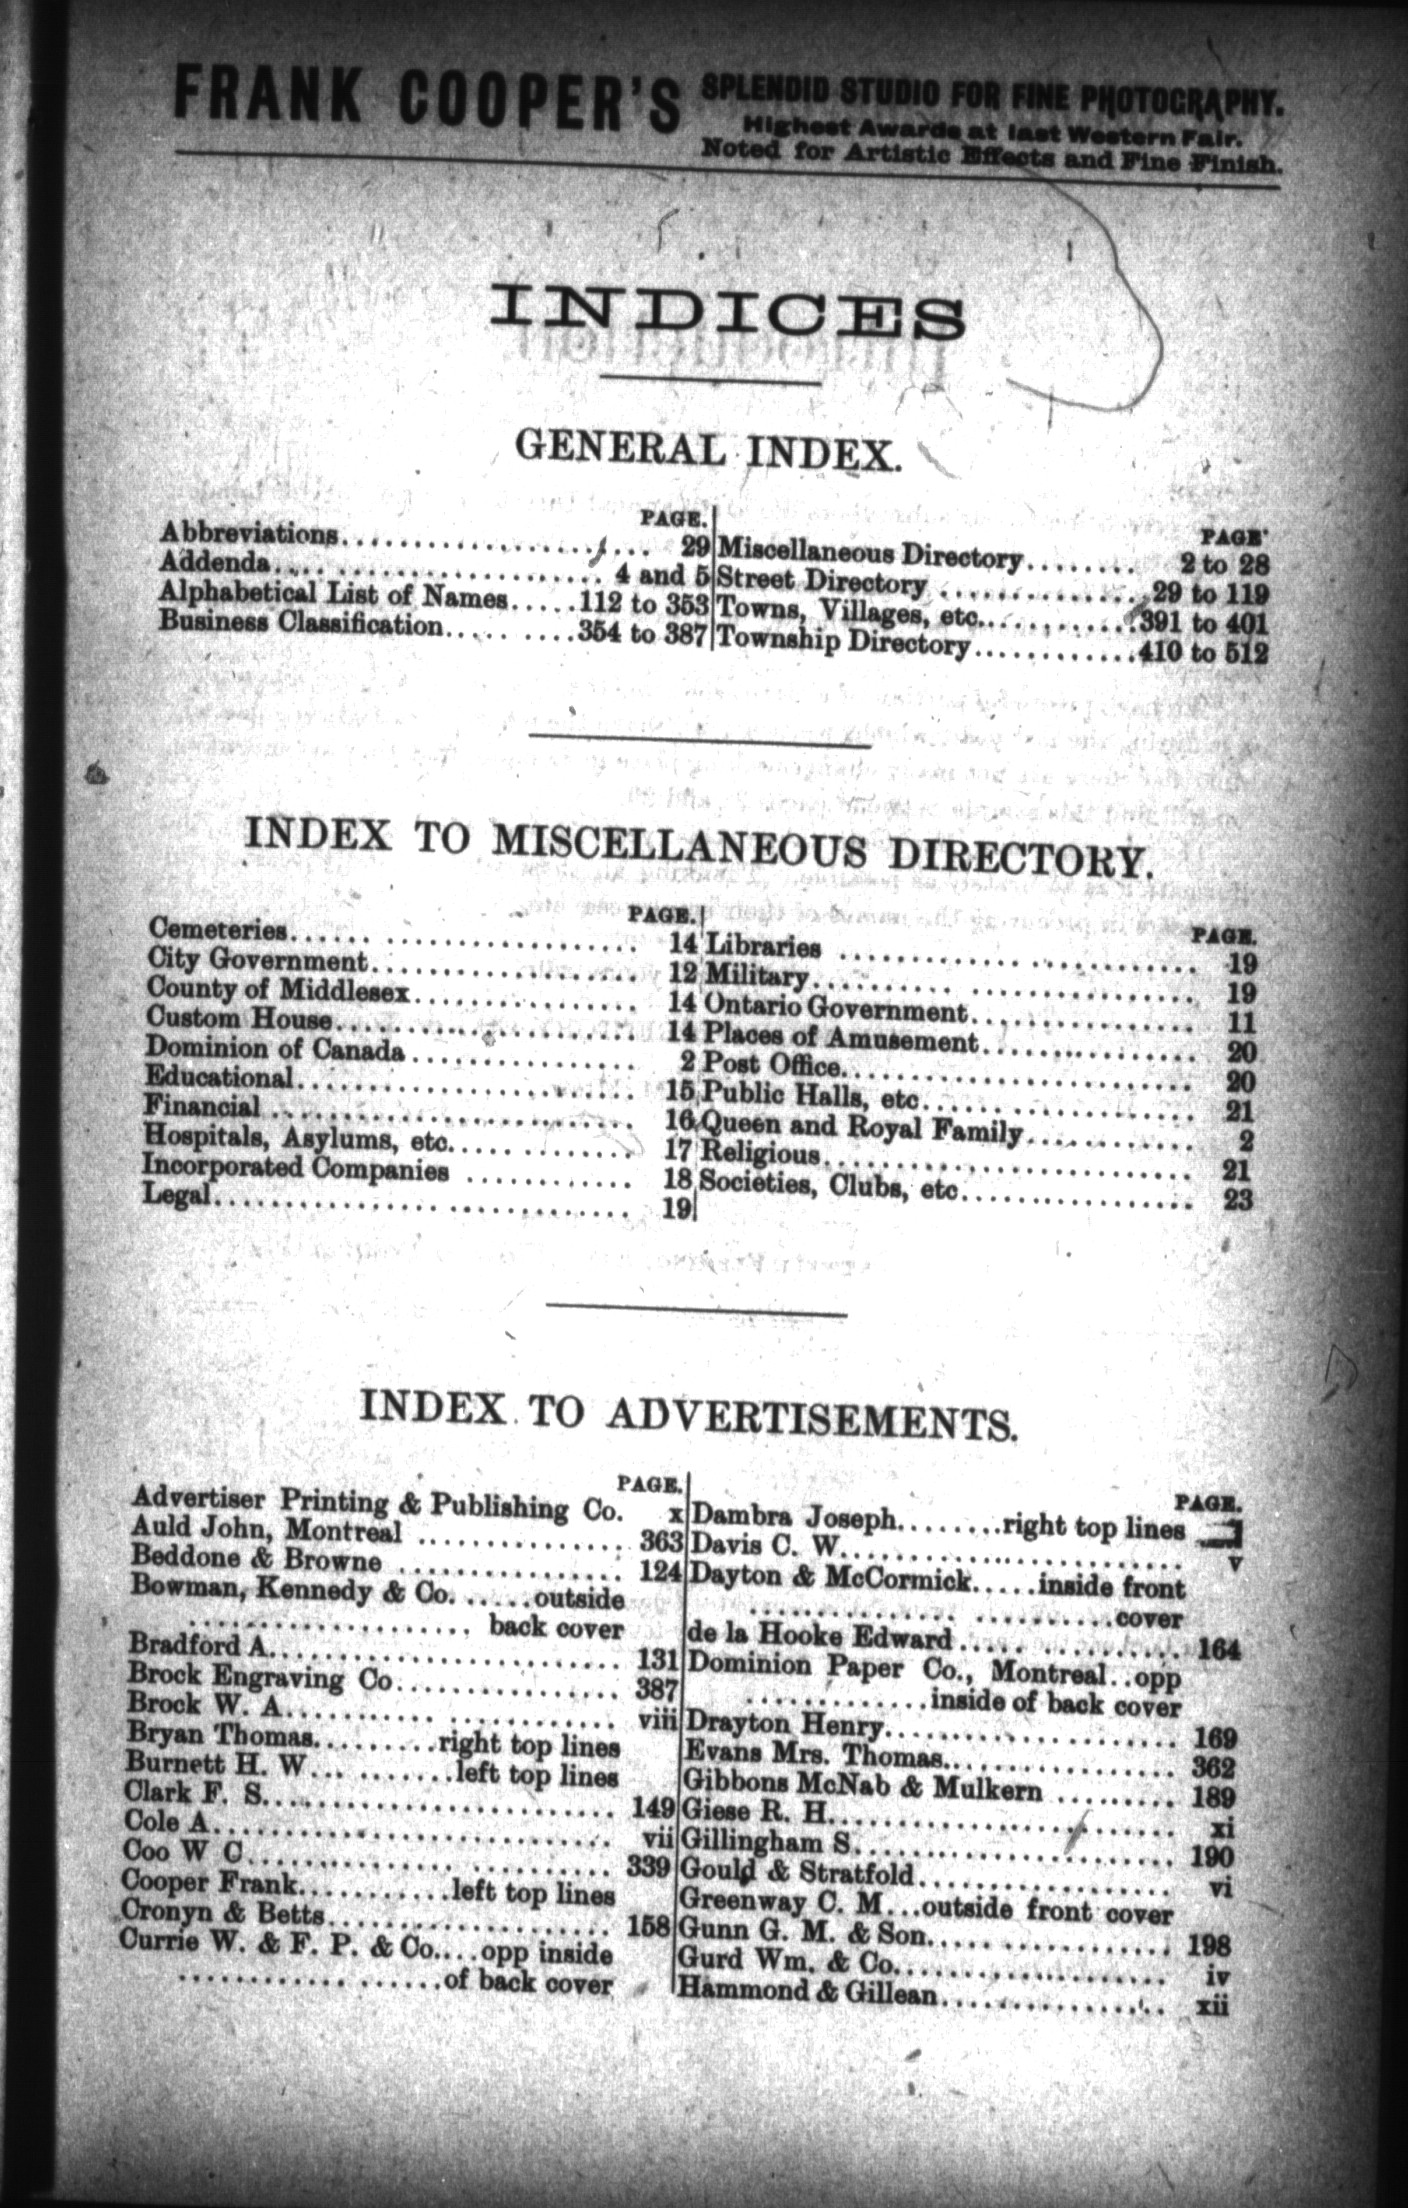 FRANK COOPER'S SPLENDID STUDIO FOR FINE PHOTOGRAPHY.
Highest Awards at last Western Fair.
Noted for Artistic Effects and Fine Finish.
INDICES
GENERAL INDEX.
PAGE.
Abbreviations........................ 29
Addenda........................ 4 and 5
Alphabetical List of Names.....112 to 353
Business Classification.........354 to 387
PAGE
Miscellaneous Directory........ 2 to 28
Street Directory ...............29 to 119
Towns, Villages, etc............391 to 401
Township Directory............410 to 512
INDEX TO MISCELLANEOUS DIRECTORY.
PAGE.
Cemeteries........................ 14
City Government................... 12
County of Middlesex................ 14
Custom House..................... 14
Dominion of Canada................ 2
Educational........................ 15
Financial ......................... 16
Hospitals, Asylums, etc............. 17
Incorporated Companies ............ 18
Legal............................. 19
PAGE.
Libraries ......................... 19
Military.......................... 19
Ontario Government................ 11
Places of Amusement............... 20
Post Office......................... 20
Public Halls, etc................... 21
Queen and Royal Family............ 2
Religious.......................... 21
Societies, Clubs, etc................ 23
INDEX TO ADVERTISEMENTS.
PAGE.
Advertiser Printing & Publishing Co. x
Auld John, Montreal ............... 363
Beddone & Browne ................ 124
Bowman, Kennedy & Co......outside
.................... back cover
Bradford A......................... 131
Brock Engraving Co................ 387
Brock W. A....................... viii
Bryan Thomas.........right top lines
Burnett H. W..........left top lines
Clark F. S......................... 149
Cole A............................ vii
Coo W C......................... 339
Cooper Frank...........left top lines
Cronyn & Betts.................... 158
Currie W. & F. P. & Co....opp inside
..................of back cover
PAGE.
Dambra Joseph........right top lines
Davis C. W........................ v
Dayton & McCormick.....inside front
........................cover
de la Hooke Edward................ 164
Dominion Paper Co., Montreal..opp
.............inside of back cover
Drayton Henry.................... 169
Evans Mrs. Thomas................ 362
Gibbons McNab & Mulkern ......... 189
Giese R. H........................ xi
Gillingham S...................... 190
Gould & Stratfold.................. vi
Greenway C. M...outside front cover
Gunn G. M. & Son................. 198
Gurd Wm. & Co................... iv
Hammond & Gillean................ xii